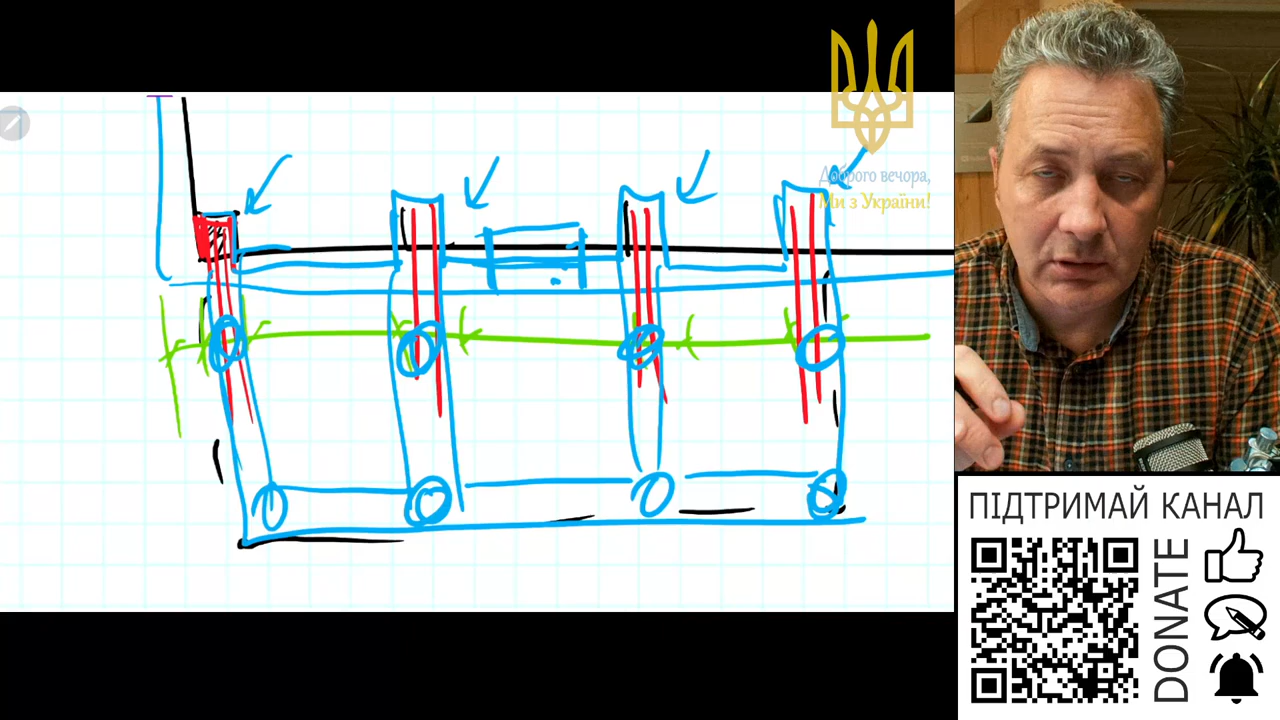 Доброго вечора,
Ми з України!
ПІДТРИМАЙ КАНАЛ
DONATE